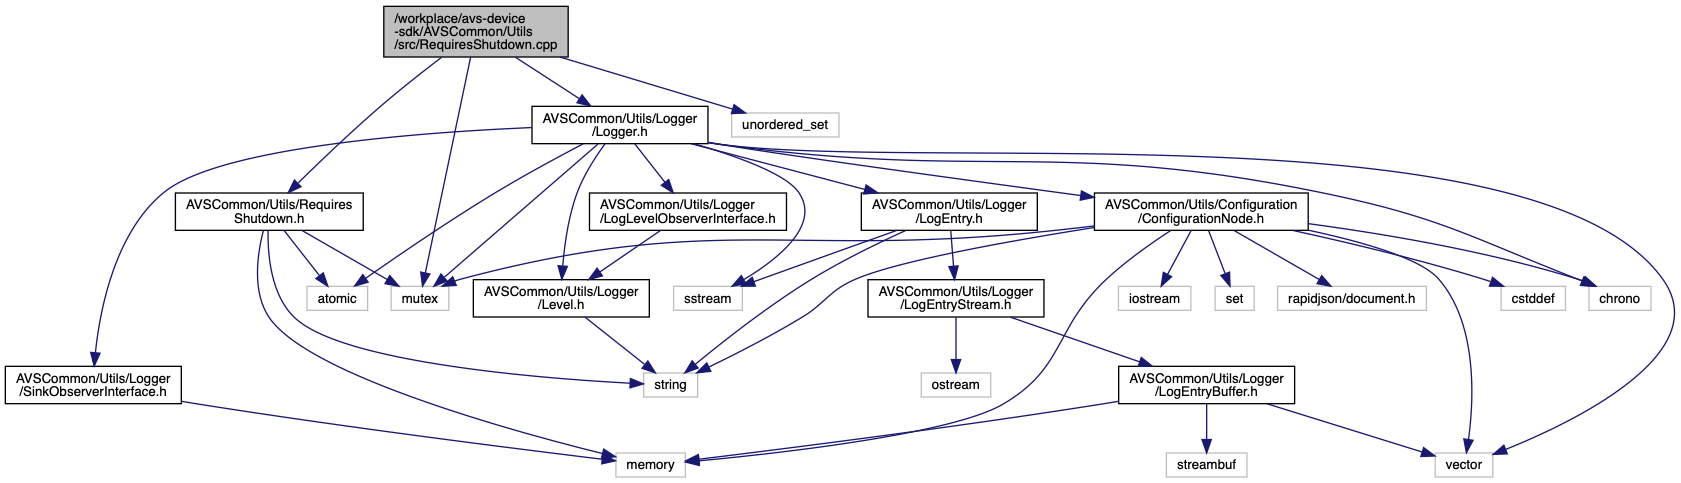 /workplace/avs-device
-sdk/AVSCommon/Utils
/src/RequiresShutdown.cpp
AVSCommon/Utils/Logger
/Logger.h
unordered_set
AVSCommon/Utils/Requires
Shutdown.h
AVSCommon/Utils/Logger
/LogLevelObserverInterface.h
AVSCommon/Utils/Logger
/LogEntry.h
AVSCommon/Utils/Configuration
/ConfigurationNode.h
atomic
mutex
AVSCommon/Utils/Logger
/Level.h
sstream
AVSCommon/Utils/Logger
/LogEntryStream.h
iostream
set
rapidjson/document.h
cstddef
chrono
AVSCommon/Utils/Logger
/SinkObserverInterface.h
string
ostream
AVSCommon/Utils/Logger
/LogEntryBuffer.h
memory
streambuf
vector